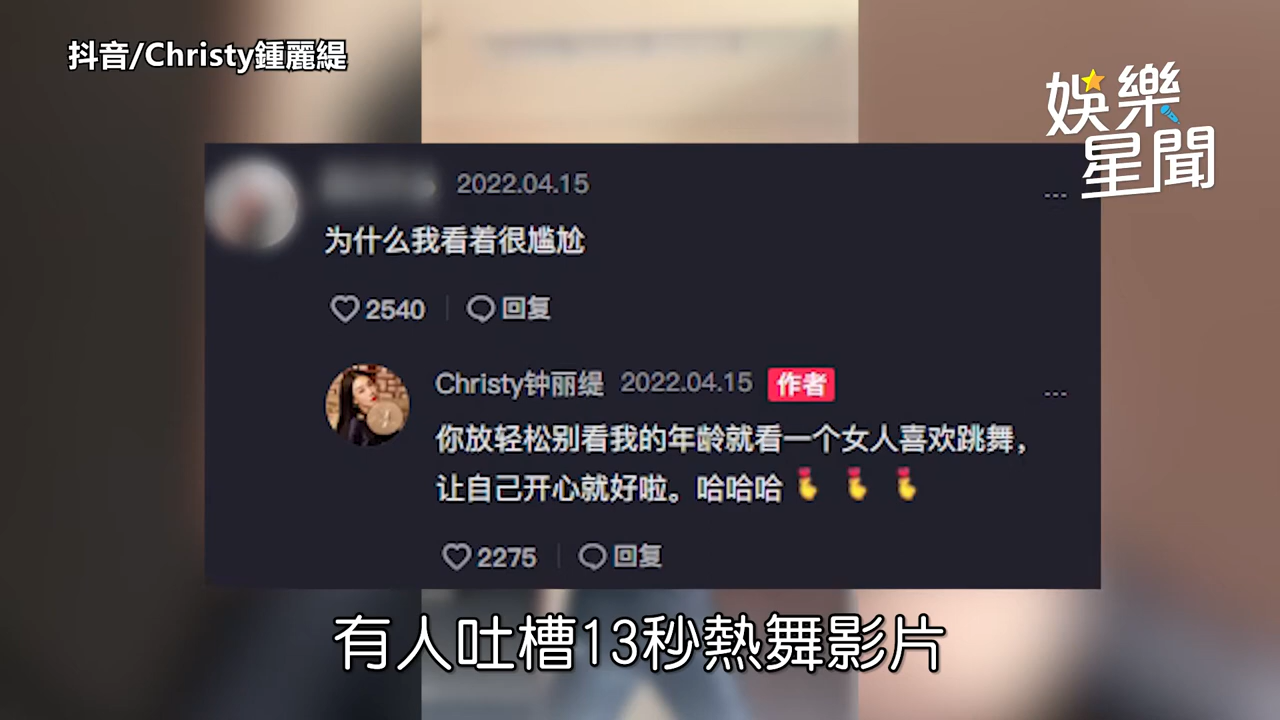 抖音/Christy鍾麗緹
娛樂
星聞
2022.04.15
为什么我看着很尴尬
2540 回复
Christy钟丽缇 2022.04.15 作者
你放轻松别看我的年龄就看一个女人喜欢跳舞，
让自己开心就好啦。哈哈哈
2275 回复
有人吐槽13秒熱舞影片